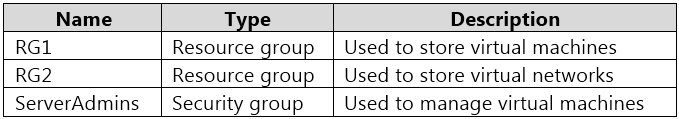 Name Type Description
RG1 Resource group Used to store virtual machines
RG2 Resource group Used to store virtual networks
ServerAdmins Security group Used to manage virtual machines